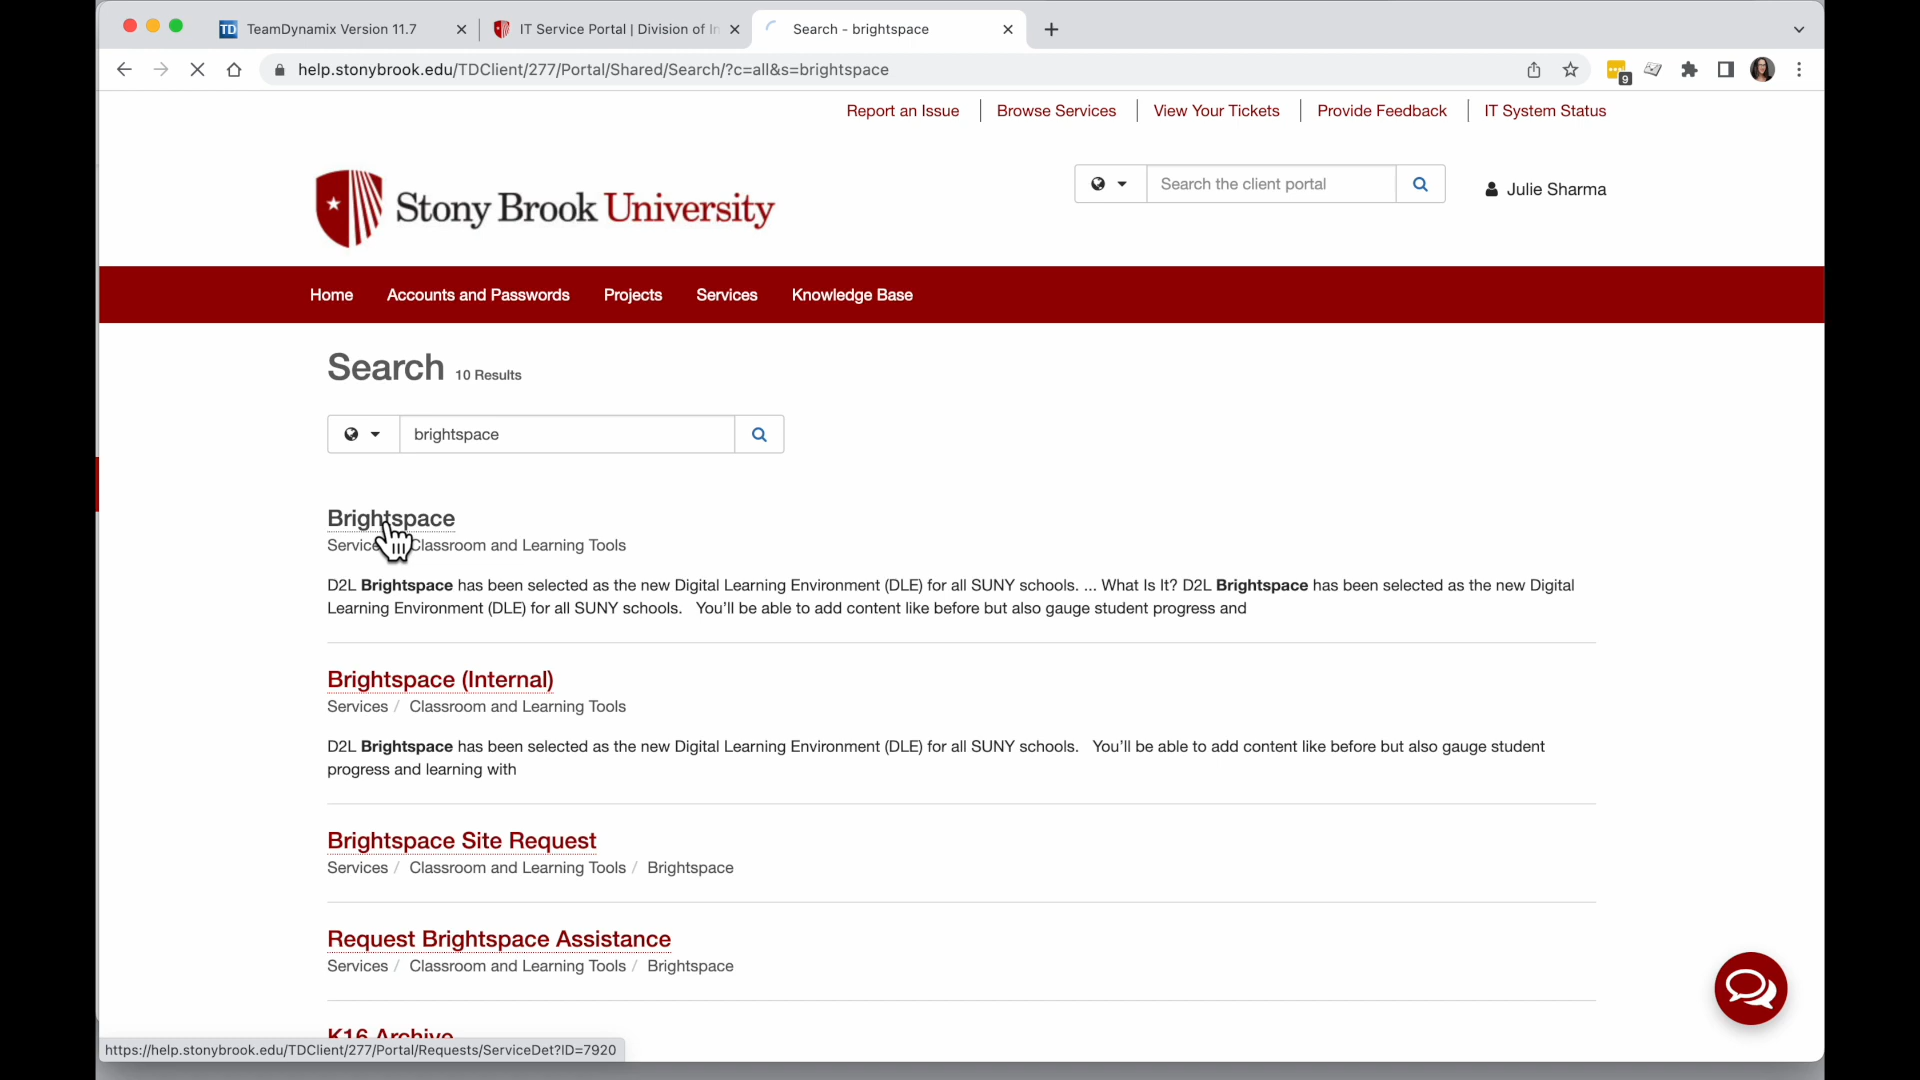 TD TeamDynamix Version 11.7
IT Service Portal | Division of In
Search - brightspace
help.stonybrook.edu/TDClient/277/Portal/Shared/Search/?c=all&s=brightspace
9
Report an Issue
Browse Services
View Your Tickets
Provide Feedback
IT System Status
Stony Brook University
Search the client portal
Julie Sharma
Home
Accounts and Passwords
Projects
Services
Knowledge Base
Search 10 Results
brightspace
Brightspace
Service Classroom and Learning Tools
D2L Brightspace has been selected as the new Digital Learning Environment (DLE) for all SUNY schools. ... What Is It? D2L Brightspace has been selected as the new Digital
Learning Environment (DLE) for all SUNY schools. You'll be able to add content like before but also gauge student progress and
Brightspace (Internal)
Services / Classroom and Learning Tools
D2L Brightspace has been selected as the new Digital Learning Environment (DLE) for all SUNY schools. You'll be able to add content like before but also gauge student
progress and learning with
Brightspace Site Request
Services / Classroom and Learning Tools / Brightspace
Request Brightspace Assistance
Services / Classroom and Learning Tools / Brightspace
K16 Archive
https://help.stonybrook.edu/TDClient/277/Portal/Requests/ServiceDet?ID=7920